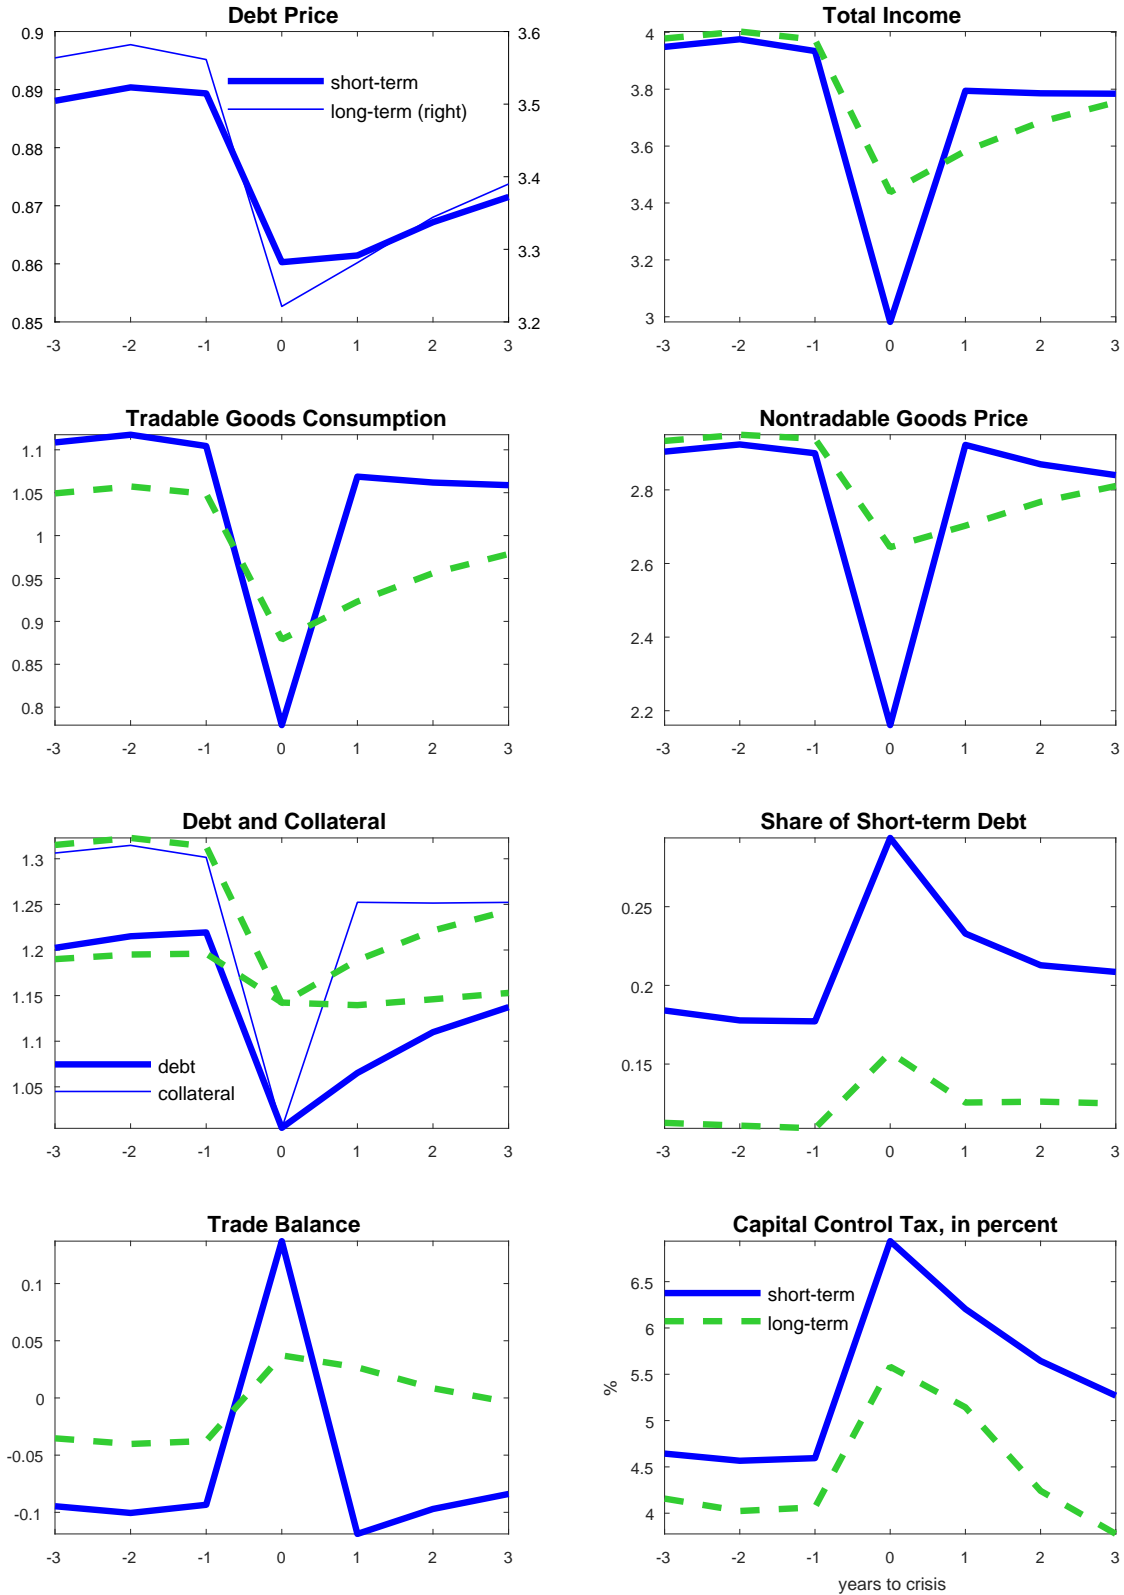 Debt Price
0.9
0.89
0.88
0.87
0.86
0.85
3.6
3.5
3.4
3.3
3.2
short-term
long-term (right)
-3 -2 -1 0 1 2 3
Total Income
4
3.8
3.6
3.4
3.2
3
-3 -2 -1 0 1 2 3
Tradable Goods Consumption
1.1
1.05
1
0.95
0.9
0.85
0.8
-3 -2 -1 0 1 2 3
Nontradable Goods Price
2.8
2.6
2.4
2.2
-3 -2 -1 0 1 2 3
Debt and Collateral
1.3
1.25
1.2
1.15
1.1
1.05
debt
collateral
-3 -2 -1 0 1 2 3
Share of Short-term Debt
0.25
0.2
0.15
-3 -2 -1 0 1 2 3
Trade Balance
0.1
0.05
0
-0.05
-0.1
-3 -2 -1 0 1 2 3
Capital Control Tax, in percent
6.5
6
5.5
5
4.5
4
%
short-term
long-term
-3 -2 -1 0 1 2 3
years to crisis